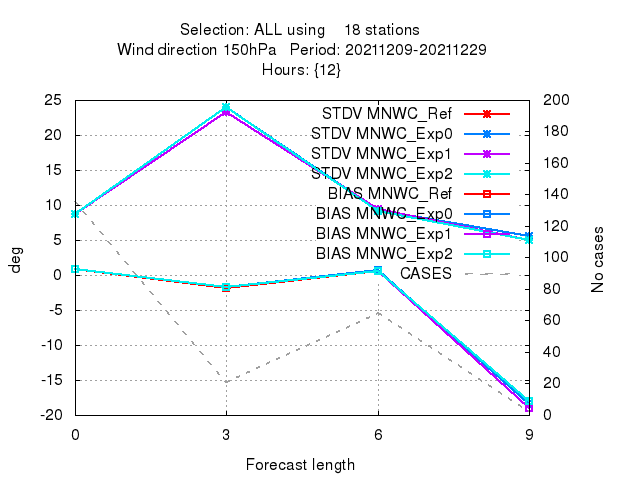 Selection: ALL using    18 stations
Wind direction 150hPa   Period: 20211209-20211229
Hours: {12}
25
20
15
10
5
0
-5
-10
-15
-20
200
180
160
140
120
100
80
60
40
20
0
STDV MNWC_Ref
STDV MNWC_Exp0
STDV MNWC_Exp1
STDV MNWC_Exp2
BIAS MNWC_Ref
BIAS MNWC_Exp0
BIAS MNWC_Exp1
BIAS MNWC_Exp2
CASES
deg
No cases
0 3 6 9
Forecast length